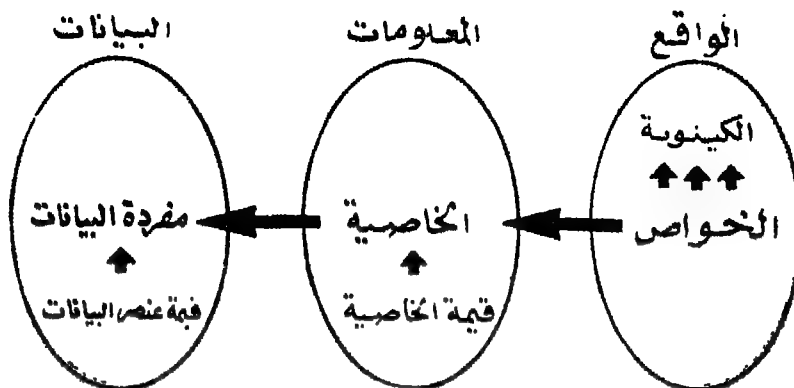 الواقع
الكينونة
الخواص
المعلومات
الخاصية
قيمة الخاصية
البيانات
مفردة البيانات
قيمة عنصر البيانات